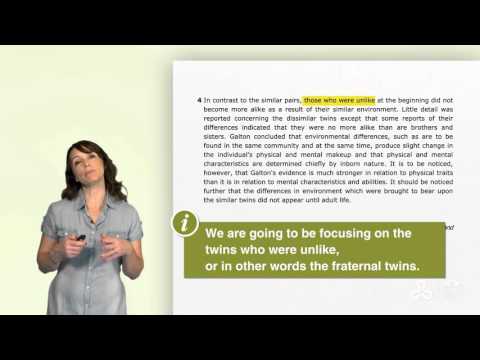 4 In contrast to the similar pairs, those who were unlike at the beginning did not
become more alike as a result of their similar environment. Little detail was
reported concerning the dissimilar twins except that some reports of their
differences indicated that they were no more alike than are brothers and
sisters. Galton concluded that environmental differences, such as are to be
found in the same community and at the same time, produce slight change in
the individual's physical and mental makeup and that physical and mental
characteristics are determined chiefly by inborn nature. It is to be noticed,
however, that Galton's evidence is much stronger in relation to physical traits
than it is in relation to mental characteristics and abilities. It should be noticed
further that the differences in environment which were brought to bear upon
the similar twins did not appear until adult life.
i
We are going to be focusing on the
twins who were unlike,
or in other words the fraternal twins.